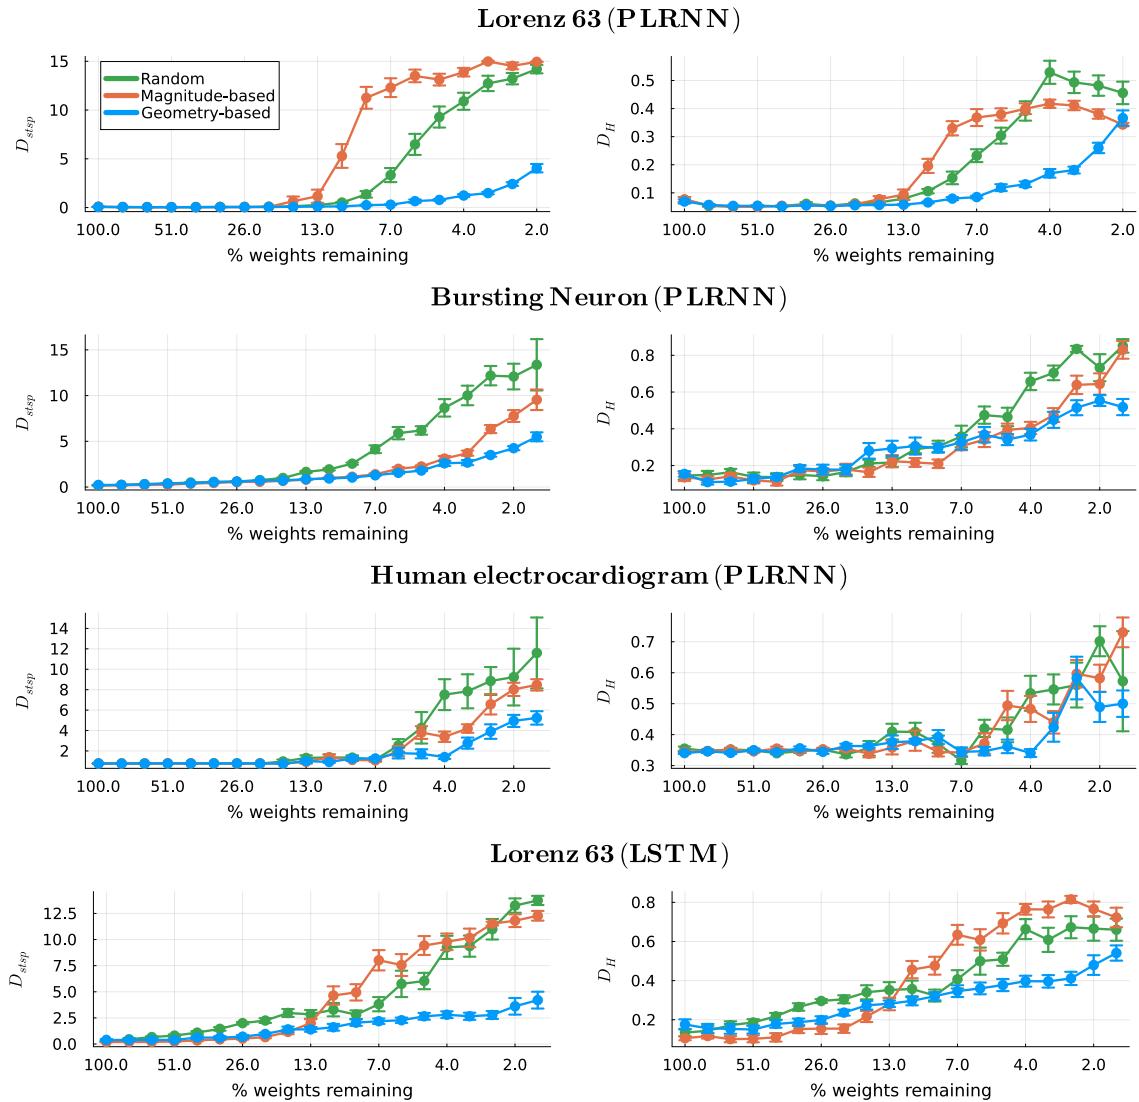 Lorenz 63 (PLRNN)
15
10
5
0
D_stsp
Random
Magnitude-based
Geometry-based
100.0 51.0 26.0 13.0 7.0 4.0 2.0
% weights remaining
0.5
0.4
0.3
0.2
0.1
D_H
100.0 51.0 26.0 13.0 7.0 4.0 2.0
% weights remaining
Bursting Neuron (PLRNN)
15
10
5
0
D_stsp
100.0 51.0 26.0 13.0 7.0 4.0 2.0
% weights remaining
0.8
0.6
0.4
0.2
D_H
100.0 51.0 26.0 13.0 7.0 4.0 2.0
% weights remaining
Human electrocardiogram (PLRNN)
14
12
10
8
6
4
2
D_stsp
100.0 51.0 26.0 13.0 7.0 4.0 2.0
% weights remaining
0.7
0.6
0.5
0.4
0.3
D_H
100.0 51.0 26.0 13.0 7.0 4.0 2.0
% weights remaining
Lorenz 63 (LSTM)
12.5
10.0
7.5
5.0
2.5
0.0
D_stsp
100.0 51.0 26.0 13.0 7.0 4.0 2.0
% weights remaining
0.8
0.6
0.4
0.2
D_H
100.0 51.0 26.0 13.0 7.0 4.0 2.0
% weights remaining